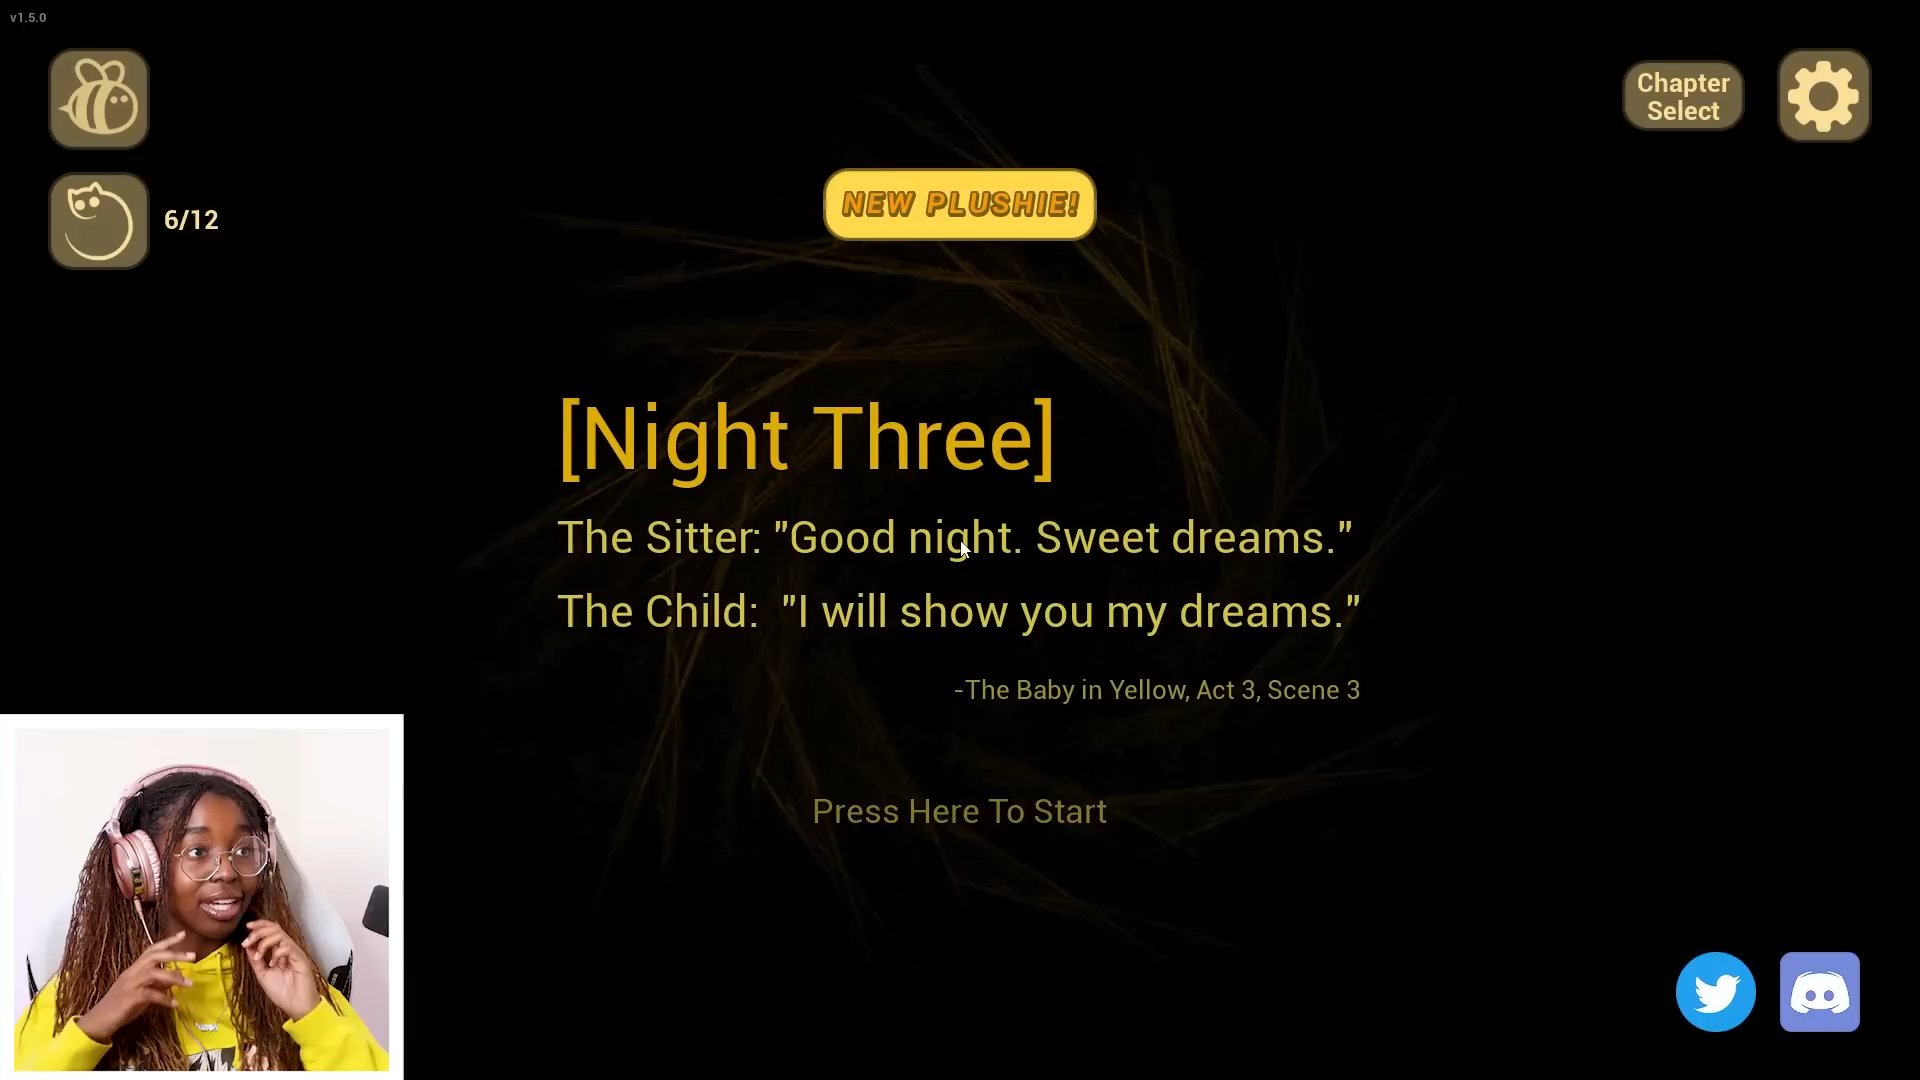 v1.5.0
Chapter
Select
NEW PLUSHIE!
6/12
[Night Three]
The Sitter: "Good night. Sweet dreams."
The Child:  "I will show you my dreams."
-The Baby in Yellow, Act 3, Scene 3
Press Here To Start